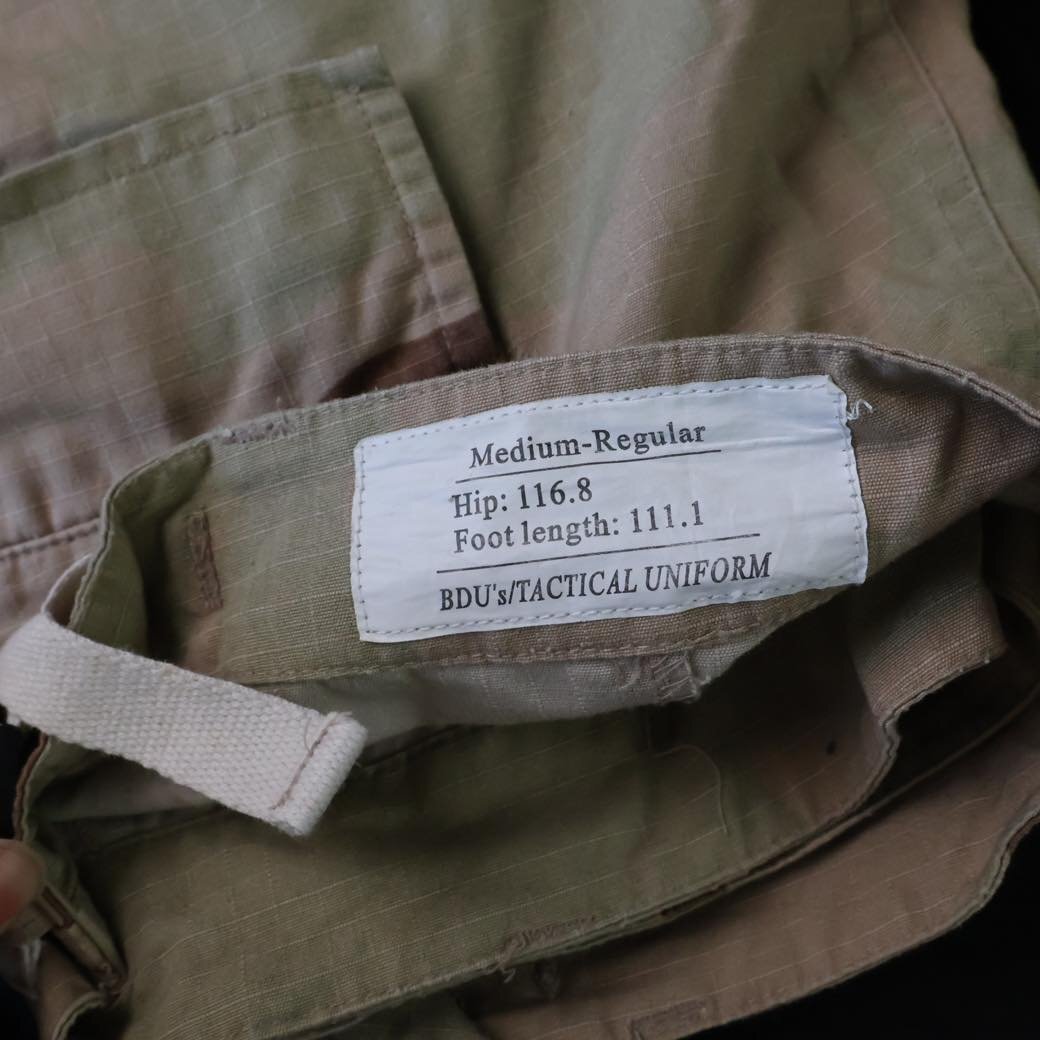 Medium-Regular
Hip: 116.8
Foot length: 111.1
BDU's/TACTICAL UNIFORM